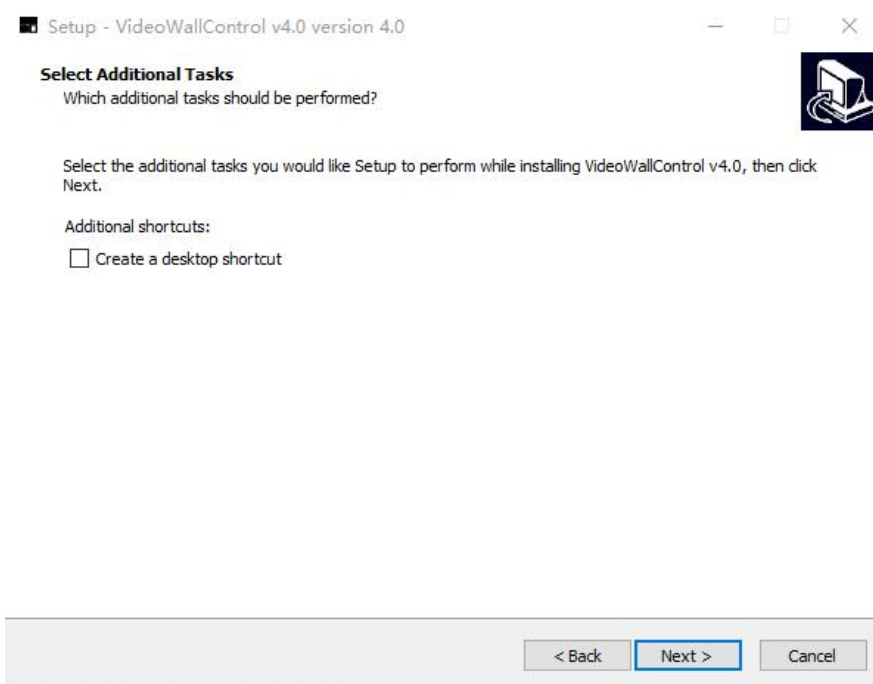 Setup - VideoWallControl v4.0 version 4.0
Select Additional Tasks
Which additional tasks should be performed?
Select the additional tasks you would like Setup to perform while installing VideoWallControl v4.0, then click
Next.
Additional shortcuts:
Create a desktop shortcut
< Back
Next >
Cancel